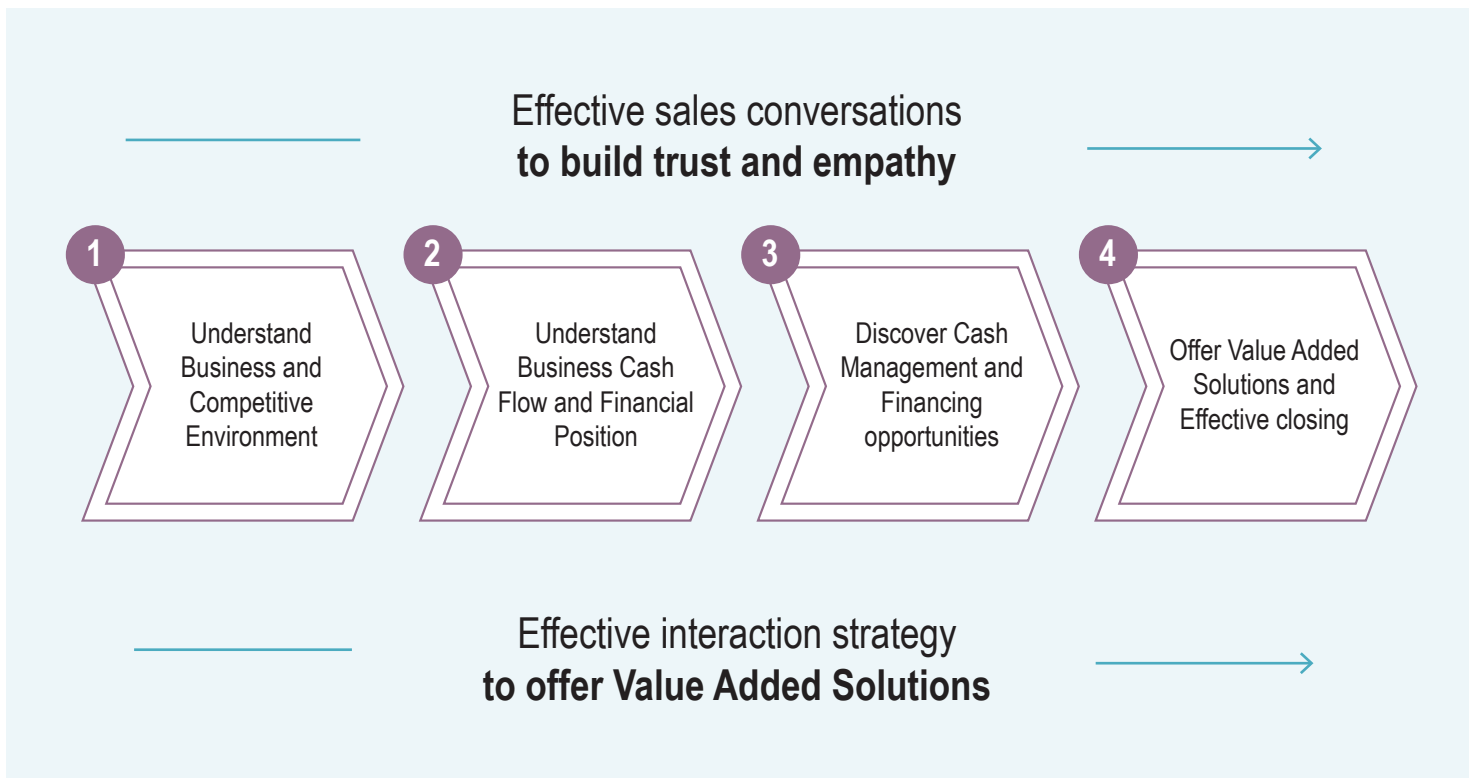 Effective sales conversations
to build trust and empathy
1
Understand
Business and
Competitive
Environment
2
Understand
Business Cash
Flow and Financial
Position
3
Discover Cash
Management and
Financing
opportunities
4
Offer Value Added
Solutions and
Effective closing
Effective interaction strategy
to offer Value Added Solutions